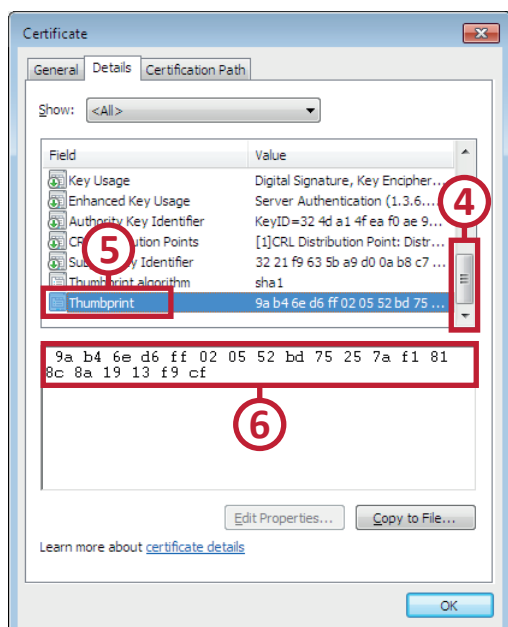 Certificate
General Details Certification Path
Show: <All>
Field Value
Key Usage Digital Signature, Key Encipher...
Enhanced Key Usage Server Authentication (1.3.6...
4
Authority Key Identifier KeyID=32 4d a1 4f ea f0 ae 9...
5
CRL ution Points [1]CRL Distribution Point: Distr...
Su y Identifier 32 21 f9 63 5b a9 d0 0a b8 c7 ...
Thumbprint algorithm sha1
Thumbprint 9a b4 6e d6 ff 02 05 52 bd 75 ...
9a b4 6e d6 ff 02 05 52 bd 75 25 7a f1 81
8c 8a 19 13 f9 cf
6
Edit Properties... Copy to File...
Learn more about certificate details
OK